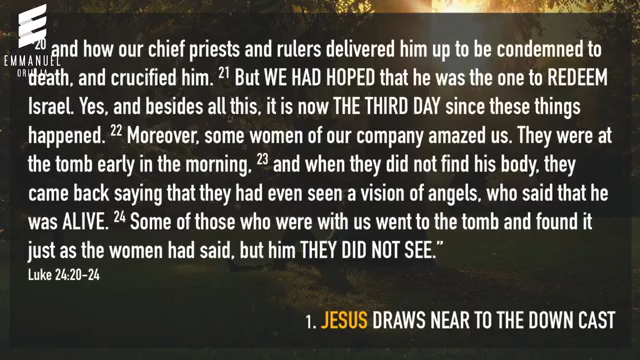 EMMANUEL
20 and how our chief priests and rulers delivered him up to be condemned to
death, and crucified him. 21 But WE HAD HOPED that he was the one to REDEEM
Israel. Yes, and besides all this, it is now THE THIRD DAY since these things
happened. 22 Moreover, some women of our company amazed us. They were at
the tomb early in the morning, 23 and when they did not find his body, they
came back saying that they had even seen a vision of angels, who said that he
was ALIVE. 24 Some of those who were with us went to the tomb and found it
just as the women had said, but him THEY DID NOT SEE.”
Luke 24:20-24
1. JESUS DRAWS NEAR TO THE DOWN CAST